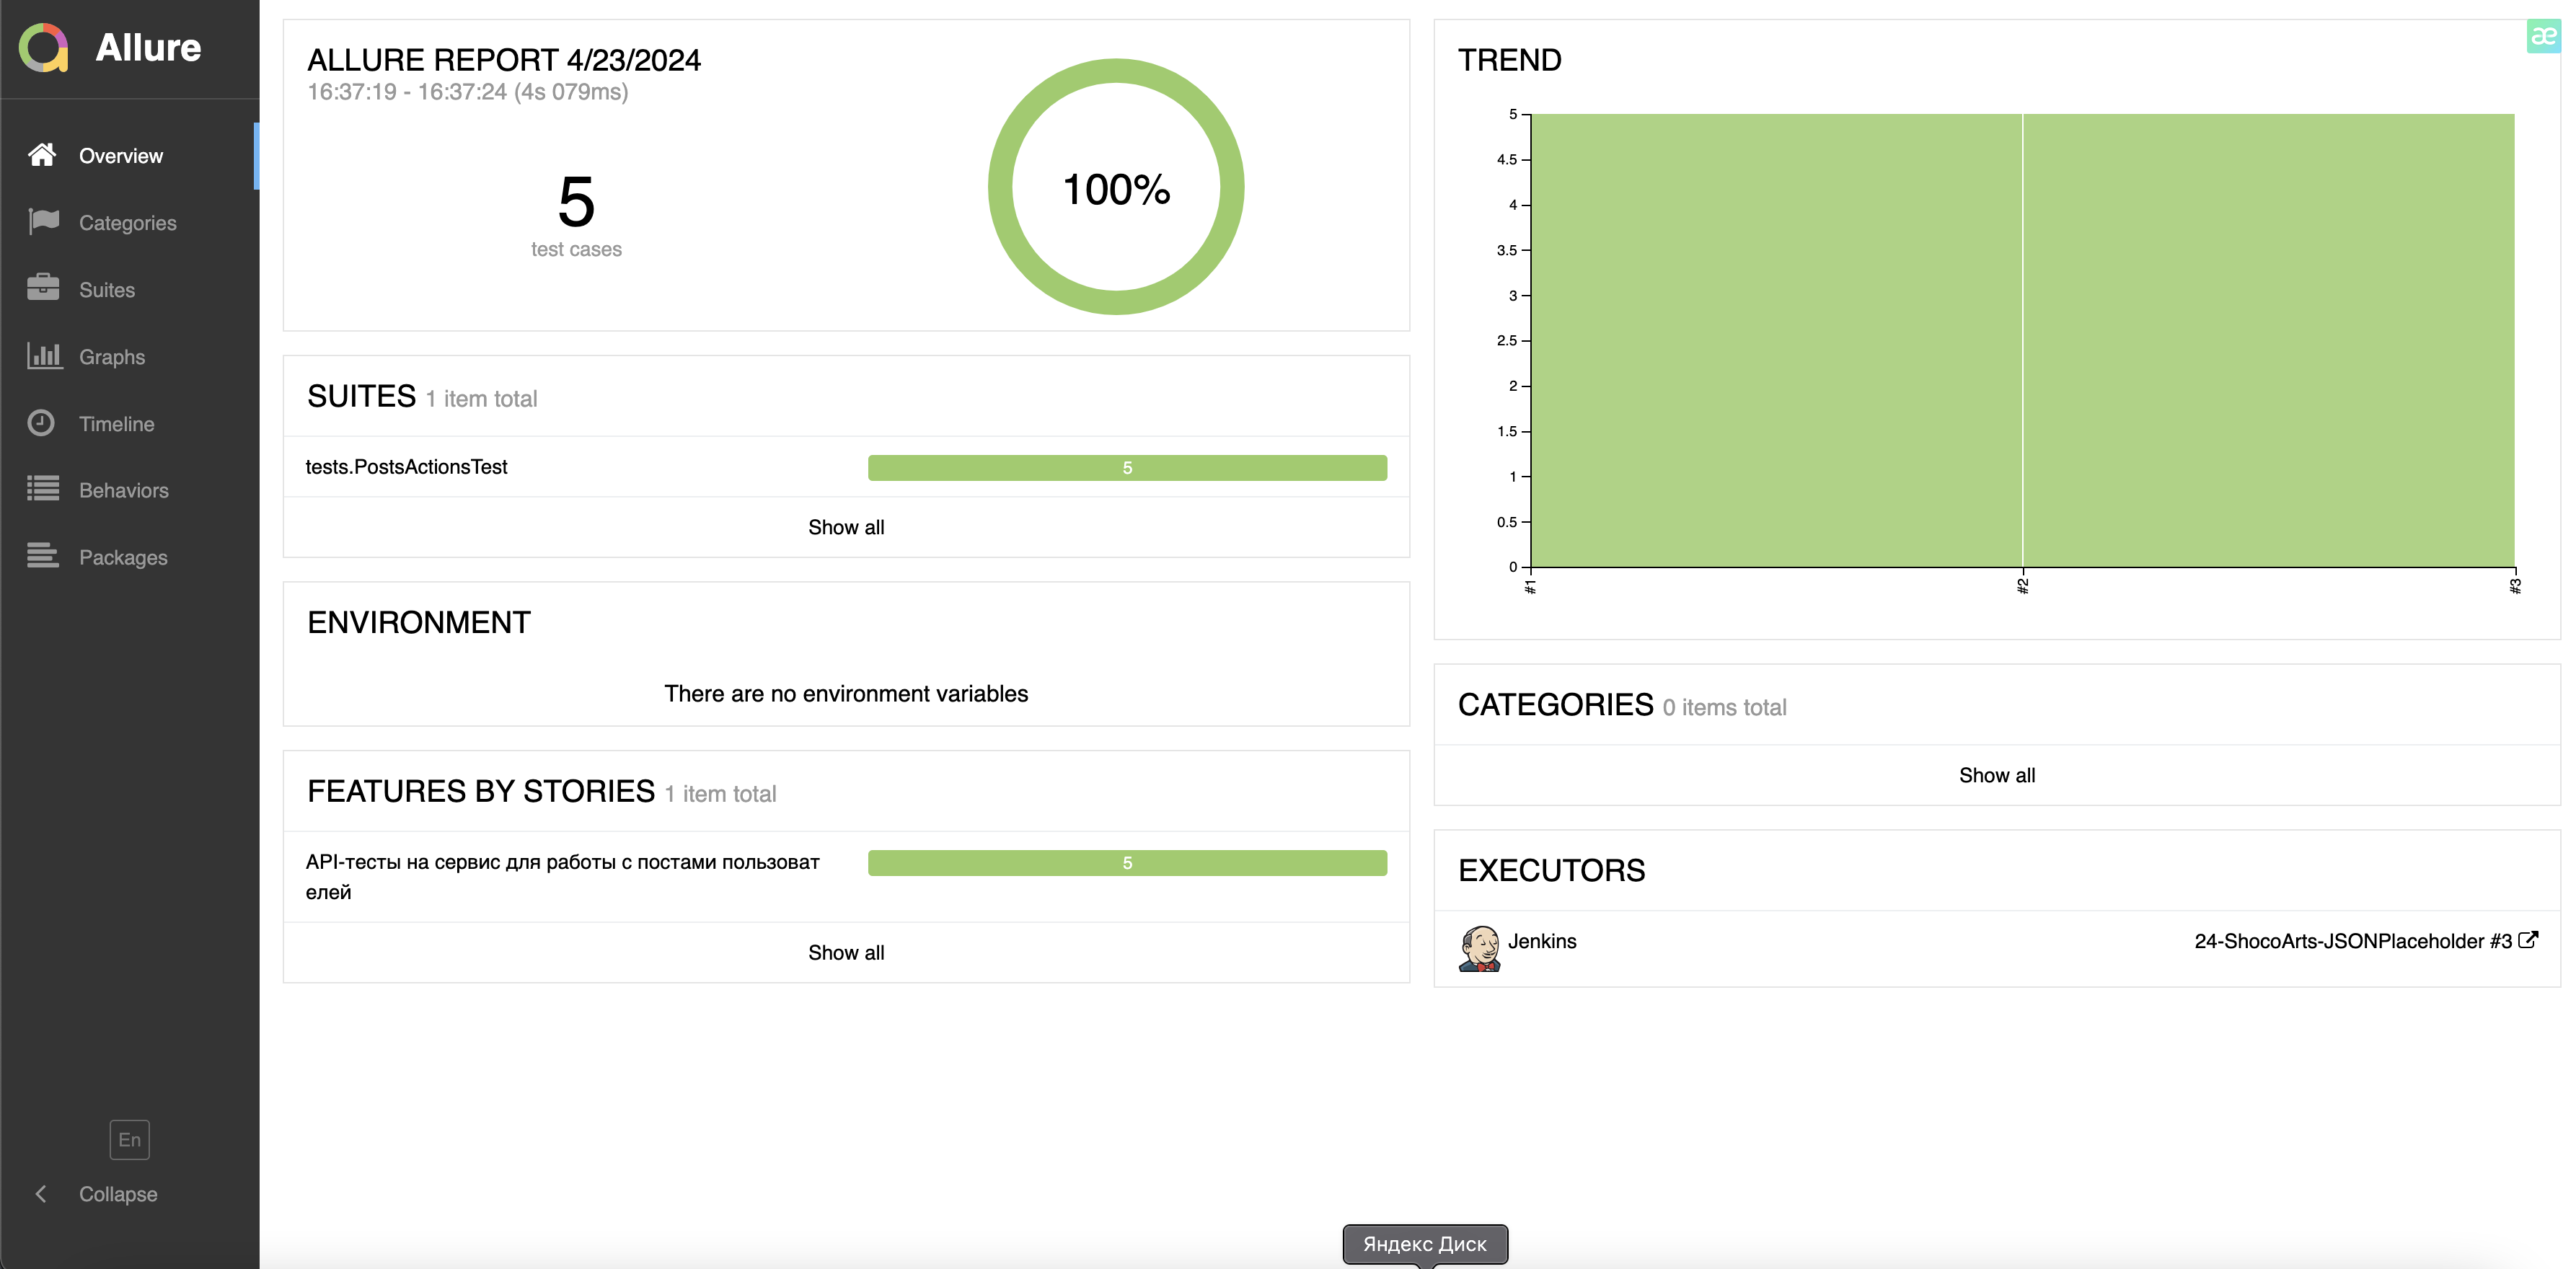 Allure
Overview
Categories
Suites
Graphs
Timeline
Behaviors
Packages
En
Collapse
ALLURE REPORT 4/23/2024
16:37:19 - 16:37:24 (4s 079ms)
5
test cases
100%
SUITES 1 item total
tests.PostsActionsTest 5
Show all
ENVIRONMENT
There are no environment variables
FEATURES BY STORIES 1 item total
API-тесты на сервис для работы с постами пользоват 5
елей
Show all
TREND
æ
5
4.5
4
3.5
3
2.5
2
1.5
1
0.5
0
#1 #2 #3
CATEGORIES 0 items total
Show all
EXECUTORS
Jenkins 24-ShocoArts-JSONPlaceholder #3
Яндекс Диск